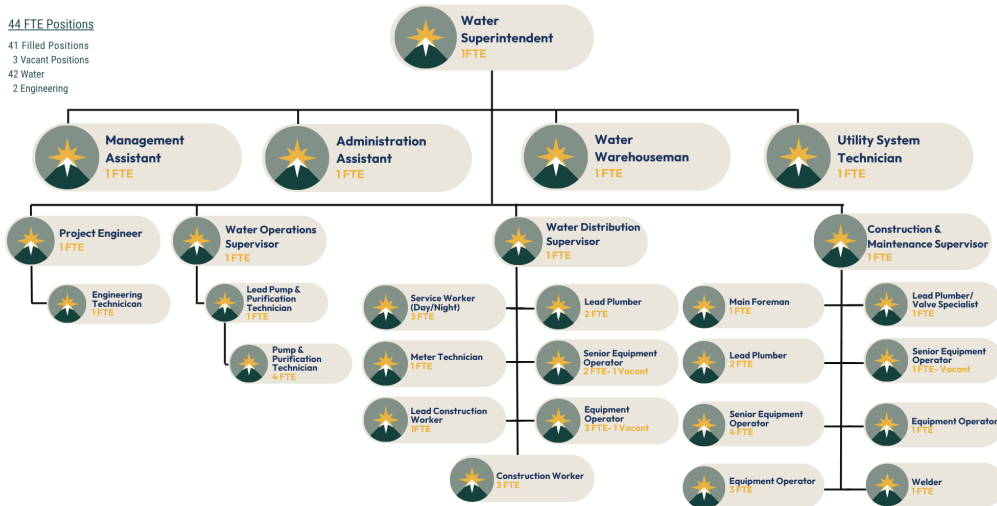 44 FTE Positions
41 Filled Positions
3 Vacant Positions
42 Water
2 Engineering
Water
Superintendent
1FTE
Management
Assistant
1 FTE
Administration
Assistant
1 FTE
Water
Warehouseman
1 FTE
Utility System
Technician
1 FTE
Project Engineer
1 FTE
Water Operations
Supervisor
1 FTE
Water Distribution
Supervisor
1 FTE
Construction &
Maintenance Supervisor
1 FTE
Engineering
Technicican
1 FTE
Lead Pump &
Purification
Technician
1 FTE
Pump &
Purification
Technician
4 FTE
Service Worker
(Day/Night)
3 FTE
Lead Plumber
2 FTE
Meter Technician
1 FTE
Senior Equipment
Operator
2 FTE- 1 Vacant
Lead Construction
Worker
1FTE
Equipment
Operator
3 FTE- 1 Vacant
Construction Worker
3 FTE
Main Foreman
1 FTE
Lead Plumber/
Valve Specialist
1 FTE
Lead Plumber
2 FTE
Senior Equipment
Operator
1 FTE- Vacant
Senior Equipment
Operator
4 FTE
Equipment Operator
1 FTE
Equipment Operator
3 FTE
Welder
1 FTE